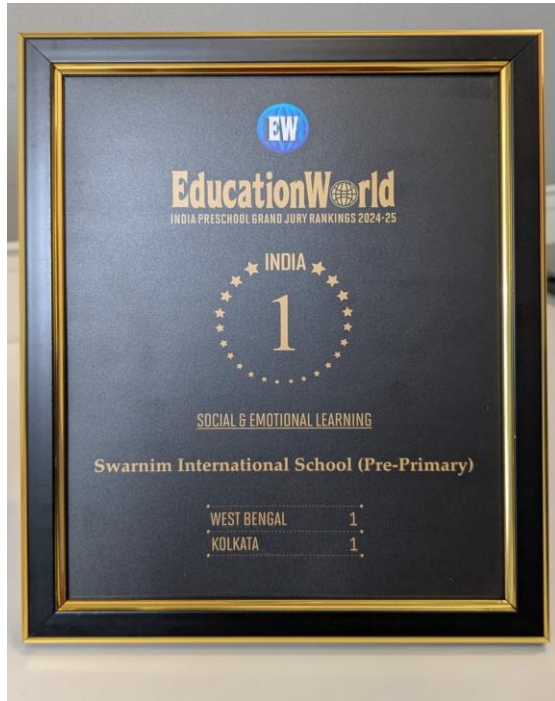 EW
EducationWorld
INDIA PRESCHOOL GRAND JURY RANKINGS 2024-25
INDIA
1
SOCIAL & EMOTIONAL LEARNING
Swarnim International School (Pre-Primary)
WEST BENGAL 1
KOLKATA 1